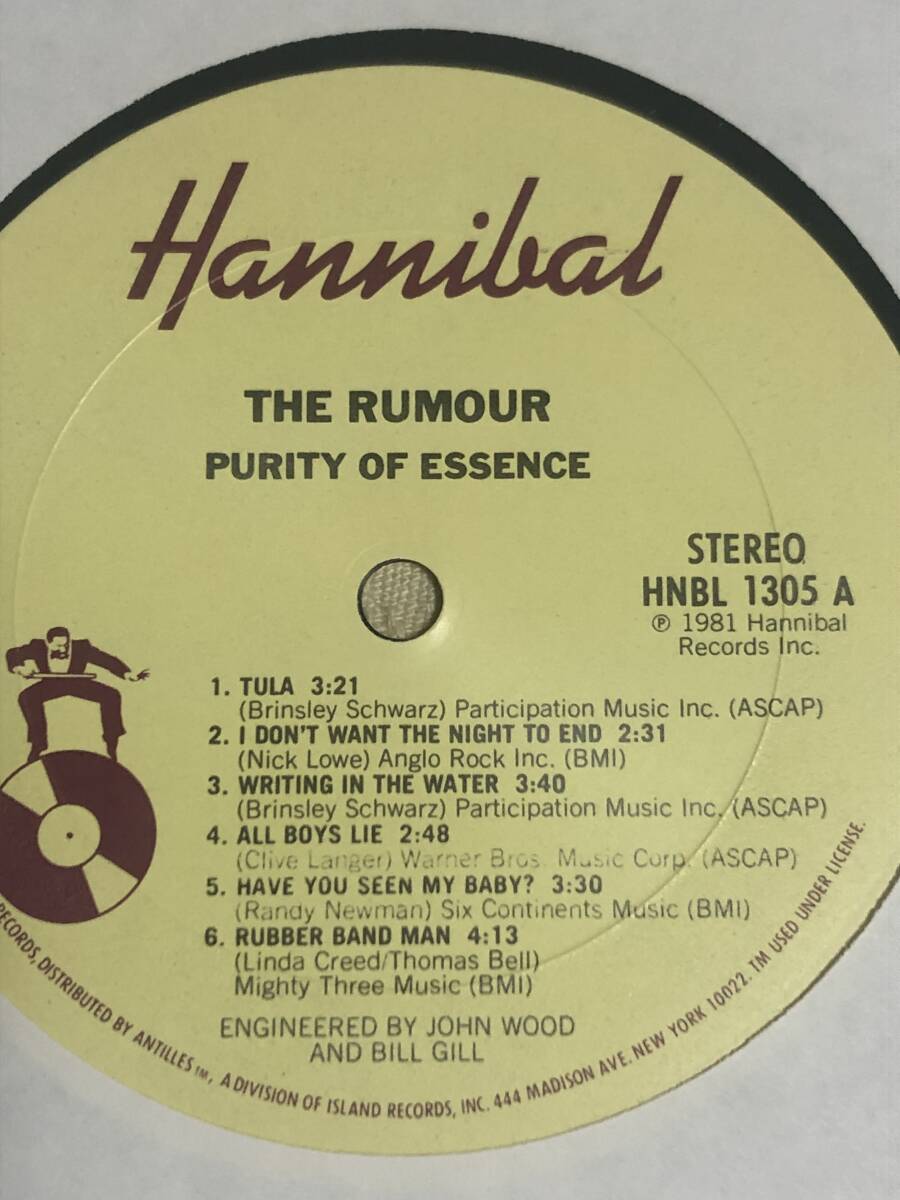 Hannibal
THE RUMOUR
PURITY OF ESSENCE
STEREO
HNBL 1305 A
℗ 1981 Hannibal
Records Inc.
1. TULA 3:21
(Brinsley Schwarz) Participation Music Inc. (ASCAP)
2. I DON'T WANT THE NIGHT TO END 2:31
(Nick Lowe) Anglo Rock Inc. (BMI)
3. WRITING IN THE WATER 3:40
(Brinsley Schwarz) Participation Music Inc. (ASCAP)
4. ALL BOYS LIE 2:48
(Clive Langer) Warner Bros. Music Corp. (ASCAP)
5. HAVE YOU SEEN MY BABY? 3:30
(Randy Newman) Six Continents Music (BMI)
6. RUBBER BAND MAN 4:13
(Linda Creed/Thomas Bell)
Mighty Three Music (BMI)
ENGINEERED BY JOHN WOOD
AND BILL GILL
RECORDS, DISTRIBUTED BY ANTILLES™, A DIVISION OF ISLAND RECORDS, INC. 444 MADISON AVE. NEW YORK 10022. TM USED UNDER LICENSE.